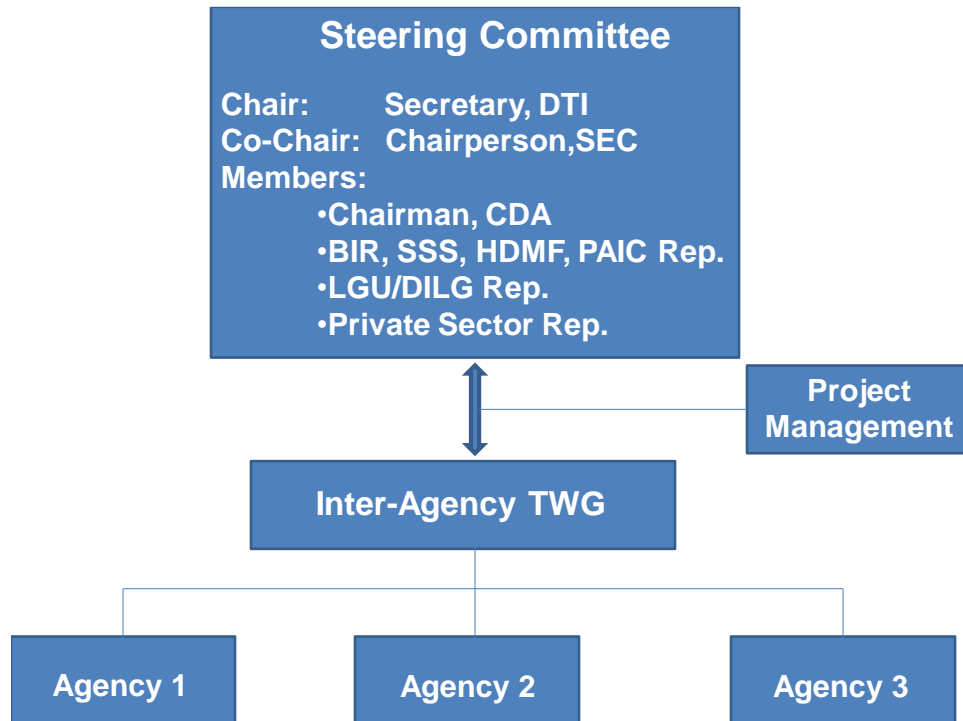 Steering Committee
Chair: Secretary, DTI
Co-Chair: Chairperson,SEC
Members:
•Chairman, CDA
•BIR, SSS, HDMF, PAIC Rep.
•LGU/DILG Rep.
•Private Sector Rep.
Project
Management
Inter-Agency TWG
Agency 1
Agency 2
Agency 3